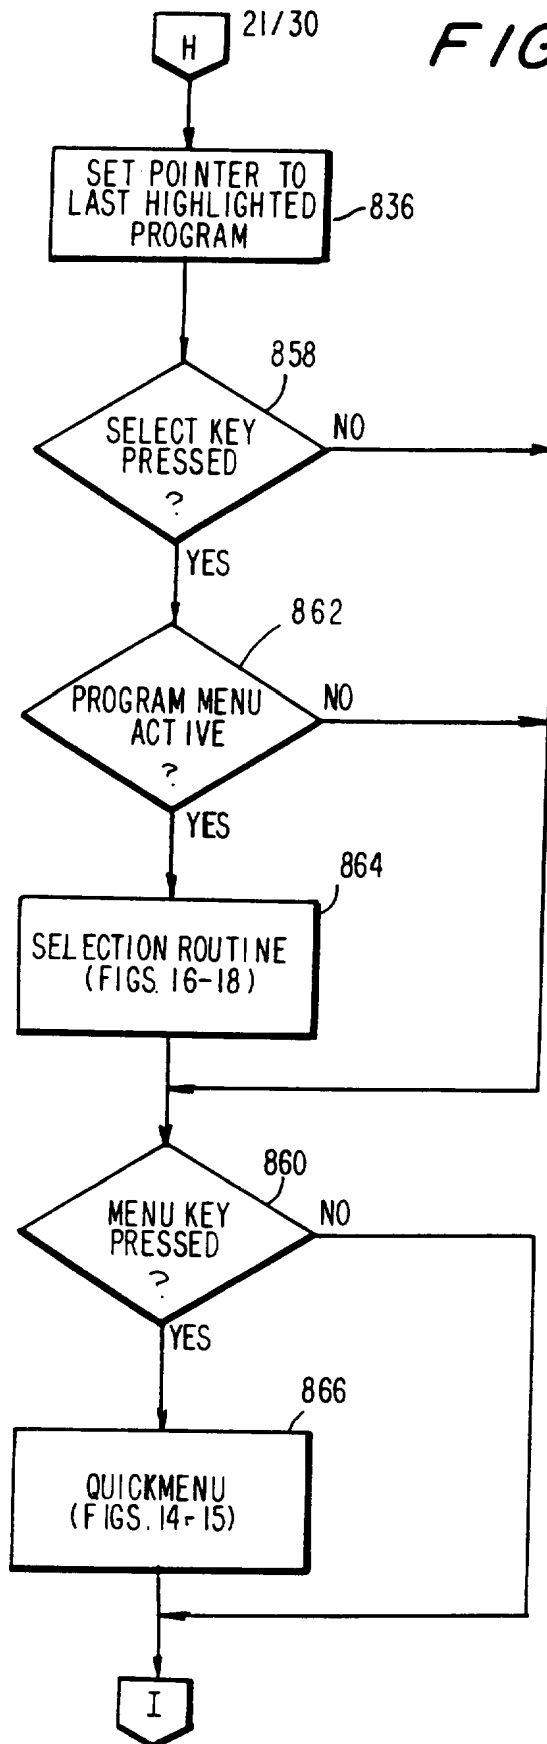 H 21/30 FIG
SET POINTER TO
LAST HIGHLIGHTED
PROGRAM
836
858
SELECT KEY
PRESSED
?
NO
YES
862
PROGRAM MENU
ACTIVE
?
NO
YES
864
SELECTION ROUTINE
(FIGS. 16-18)
860
MENU KEY
PRESSED
?
NO
YES
866
QUICKMENU
(FIGS. 14-15)
I